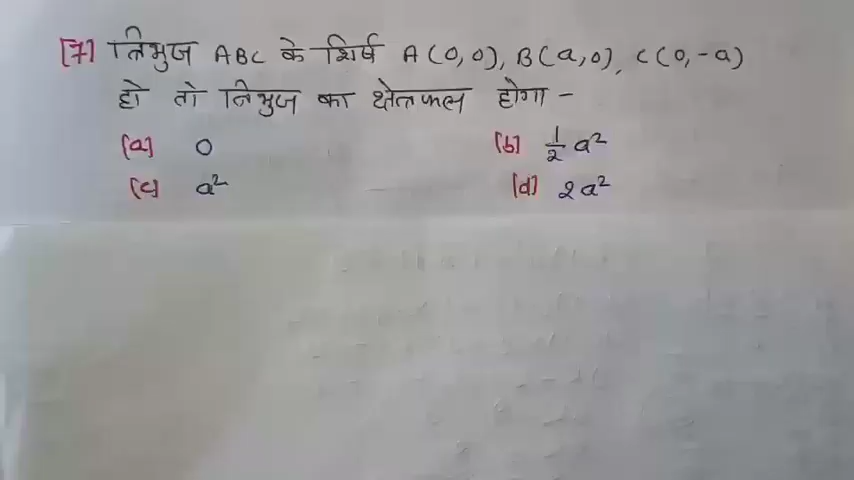 [7] त्रिभुज ABC के शिर्ष A(0,0), B(a,0), C(0,-a)
हो तो त्रिभुज का क्षेत्रफल होगा -
(a) 0 (b) 1/2 a²
(c) a² (d) 2a²